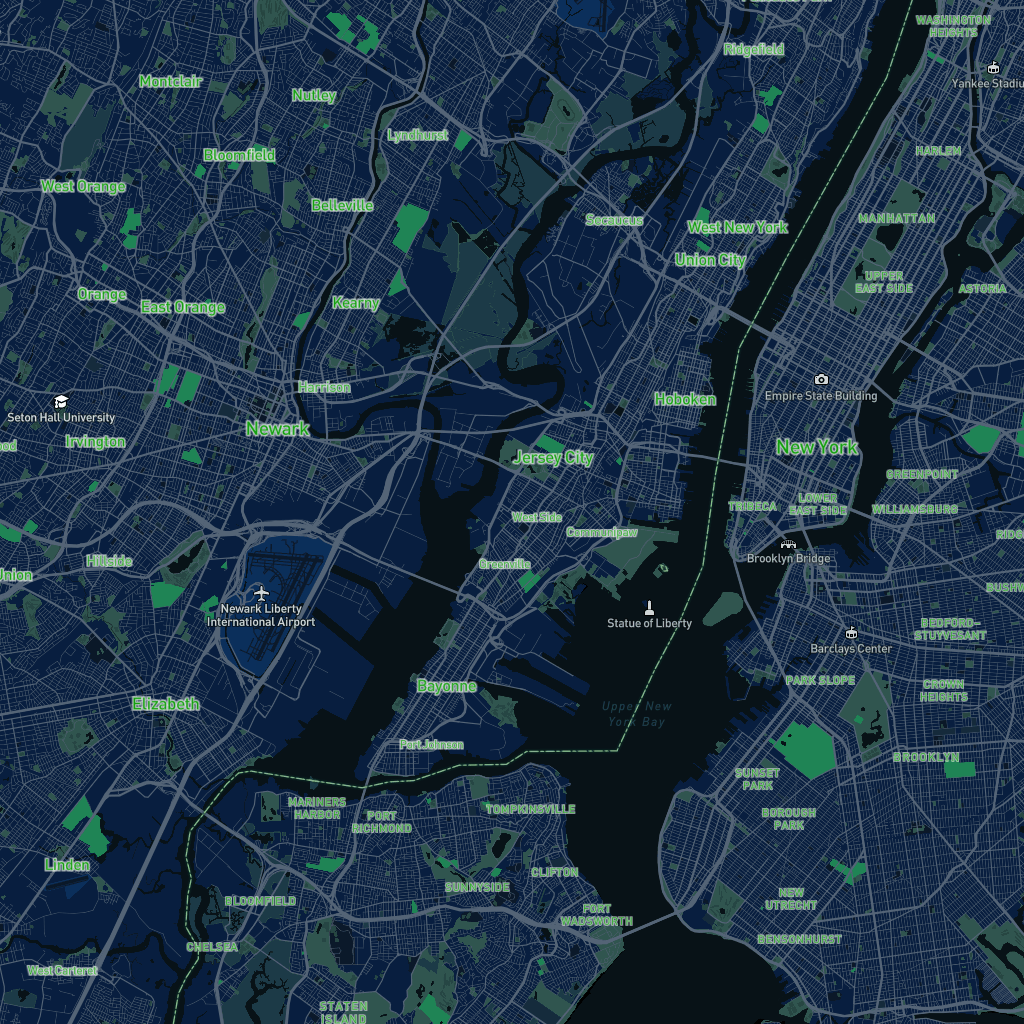 WASHINGTON
HEIGHTS
Ridgefield
Yankee Stadiu
Montclair
Nutley
Lyndhurst
Bloomfield
HARLEM
West Orange
Belleville
Secaucus
MANHATTAN
West New York
Union City
UPPER
EAST SIDE
ASTORIA
Orange
East Orange
Kearny
Harrison
Empire State Building
Hoboken
Seton Hall University
Newark
Irvington
od
New York
Jersey City
GREENPOINT
LOWER
EAST SIDE
TRIBECA
WILLIAMSBURG
West Side
Communipaw
RIDG
Brooklyn Bridge
Hillside
Greenville
Union
BUSHW
Newark Liberty
International Airport
Statue of Liberty
BEDFORD–
STUYVESANT
Barclays Center
PARK SLOPE
Bayonne
CROWN
HEIGHTS
Elizabeth
Upper New
York Bay
Port Johnson
BROOKLYN
SUNSET
PARK
MARINERS
HARBOR
TOMPKINSVILLE
PORT
RICHMOND
BOROUGH
PARK
Linden
CLIFTON
SUNNYSIDE
BLOOMFIELD
NEW
UTRECHT
FORT
WADSWORTH
BENSONHURST
CHELSEA
West Carteret
STATEN
ISLAND